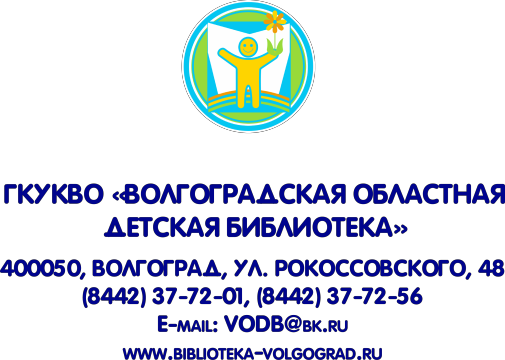 ГКУКВО «ВОЛГОГРАДСКАЯ ОБЛАСТНАЯ
ДЕТСКАЯ БИБЛИОТЕКА»
400050, ВОЛГОГРАД, УЛ. РОКОССОВСКОГО, 48
(8442) 37-72-01, (8442) 37-72-56
E-MAIL: VODB@BK.RU
WWW.BIBLIOTEKA-VOLGOGRAD.RU